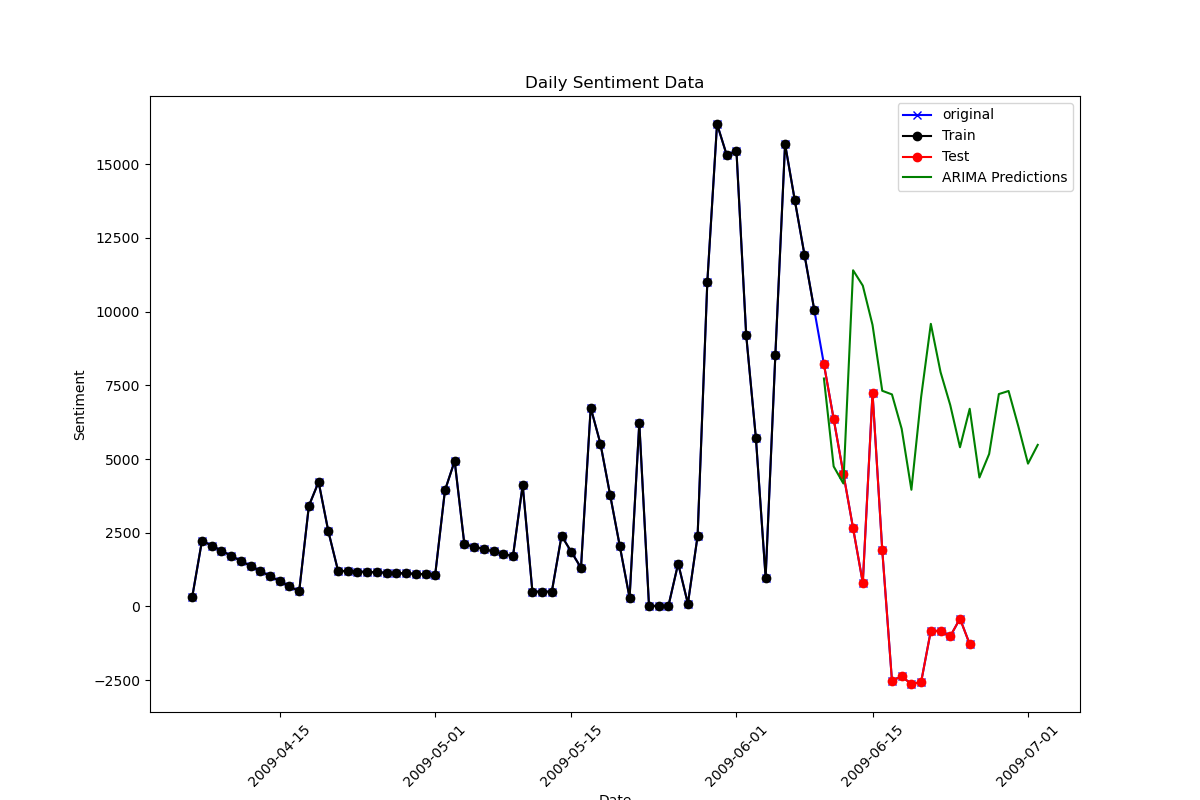 Daily Sentiment Data
original
Train
Test
ARIMA Predictions
15000
12500
10000
7500
5000
2500
0
−2500
Sentiment
2009-04-15
2009-05-01
2009-05-15
2009-06-01
2009-06-15
2009-07-01
Date